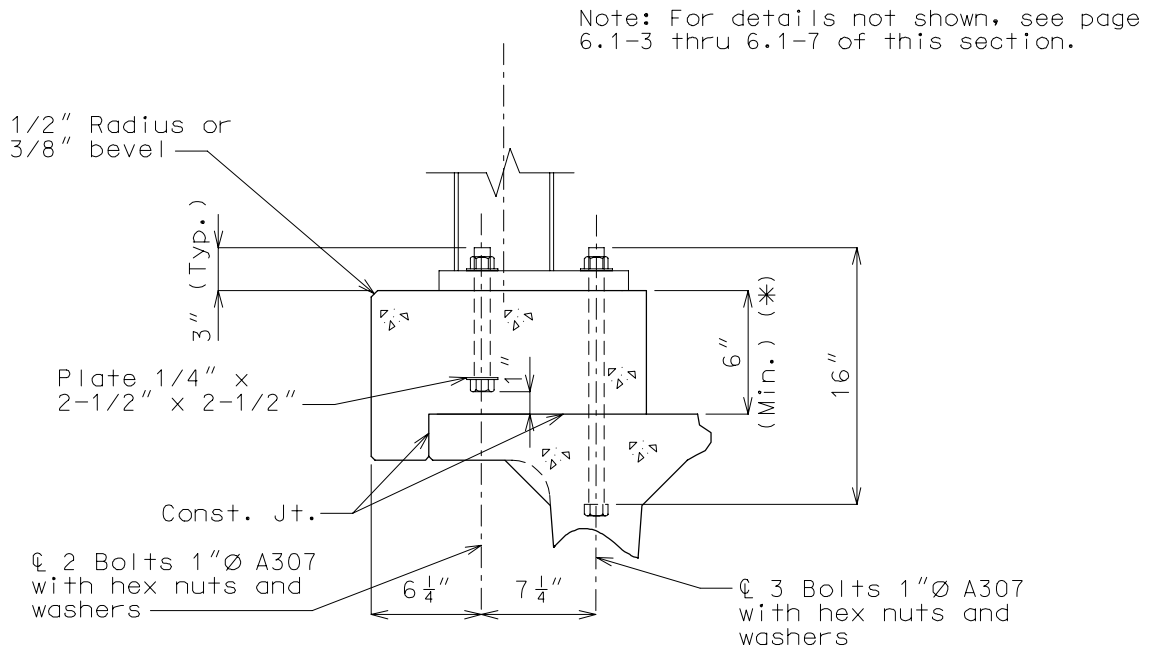 Note: For details not shown, see page
6.1-3 thru 6.1-7 of this section.
1/2" Radius or
3/8" bevel
3" (Typ.)
Plate 1/4" x
2-1/2" x 2-1/2"
1"
6"
(Min.) (*)
16"
Const. Jt.
℄ 2 Bolts 1"Ø A307
with hex nuts and
washers
6 1/4"
7 1/4"
℄ 3 Bolts 1"Ø A307
with hex nuts and
washers